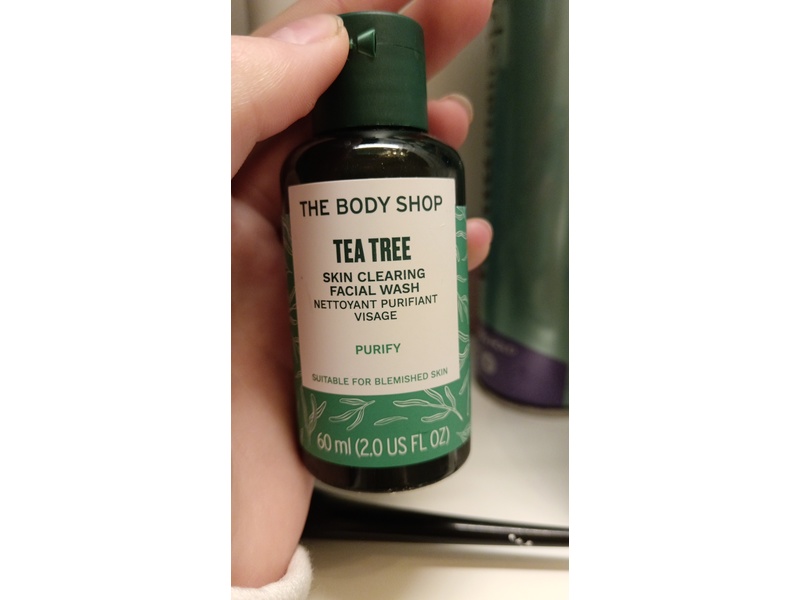 THE BODY SHOP
TEA TREE
SKIN CLEARING
FACIAL WASH
NETTOYANT PURIFIANT
VISAGE
PURIFY
SUITABLE FOR BLEMISHED SKIN
60 ml (2.0 US FL OZ)